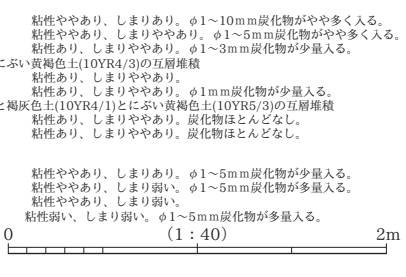 粘性ややあり、しまりあり。φ1～10mm炭化物がやや多く入る。
粘性ややあり、しまりややあり。φ1～5mm炭化物がやや多く入る。
粘性あり、しまりややあり。φ1～3mm炭化物が少量入る。
にぶい黄褐色土(10YR4/3)の互層堆積
粘性あり、しまりややあり。
粘性あり、しまりややあり。φ1mm炭化物が少量入る。
と褐灰色土(10YR4/1)とにぶい黄褐色土(10YR5/3)の互層堆積
粘性あり、しまりややあり。炭化物ほとんどなし。
粘性あり、しまりややあり。炭化物ほとんどなし。
粘性ややあり、しまりあり。φ1～5mm炭化物が少量入る。
粘性ややあり、しまり弱い。φ1～5mm炭化物が多量入る。
粘性ややあり、しまり弱い。
粘性弱い、しまり弱い。φ1～5mm炭化物が多量入る。
0 (1：40) 2m